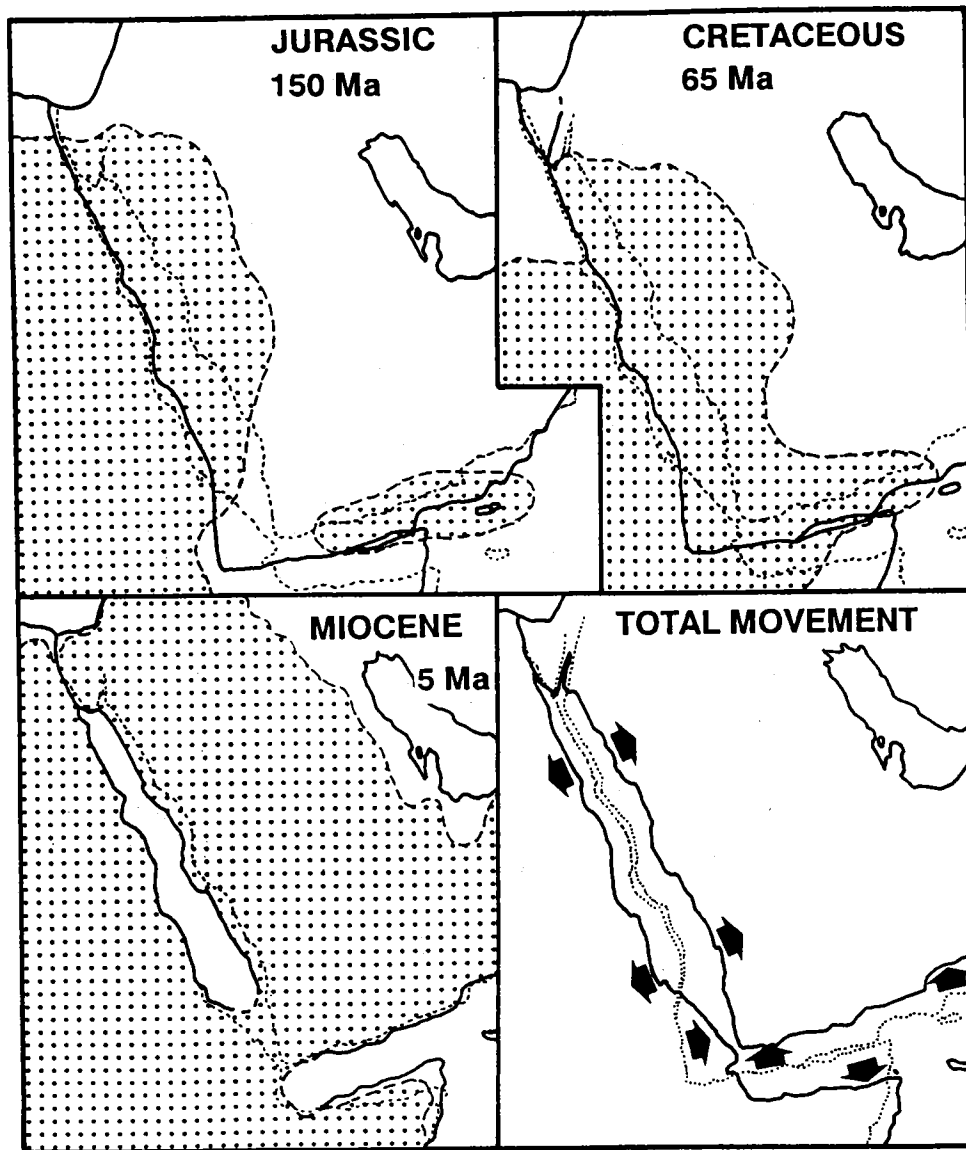 JURASSIC
150 Ma
CRETACEOUS
65 Ma
MIOCENE
5 Ma
TOTAL MOVEMENT